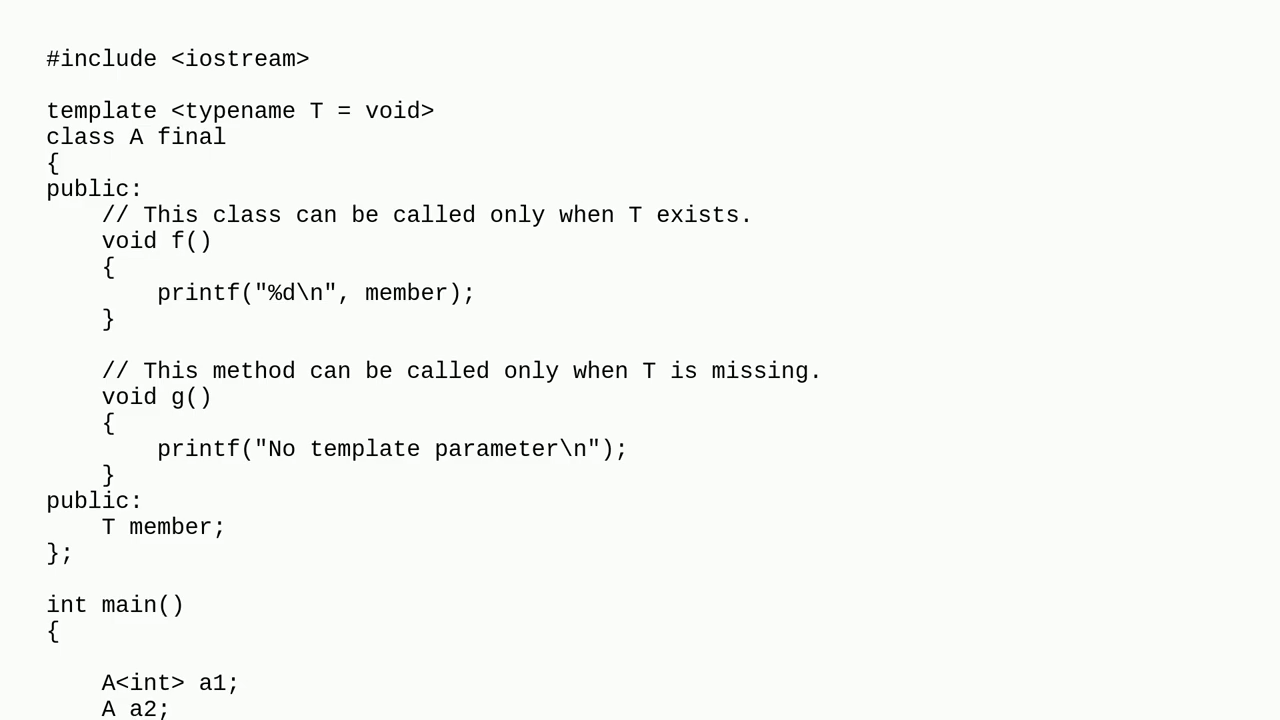 #include <iostream>
template <typename T = void>
class A final
{
public:
    // This class can be called only when T exists.
    void f()
    {
        printf("%d\n", member);
    }
    // This method can be called only when T is missing.
    void g()
    {
        printf("No template parameter\n");
    }
public:
    T member;
};
int main()
{
    A<int> a1;
    A a2;